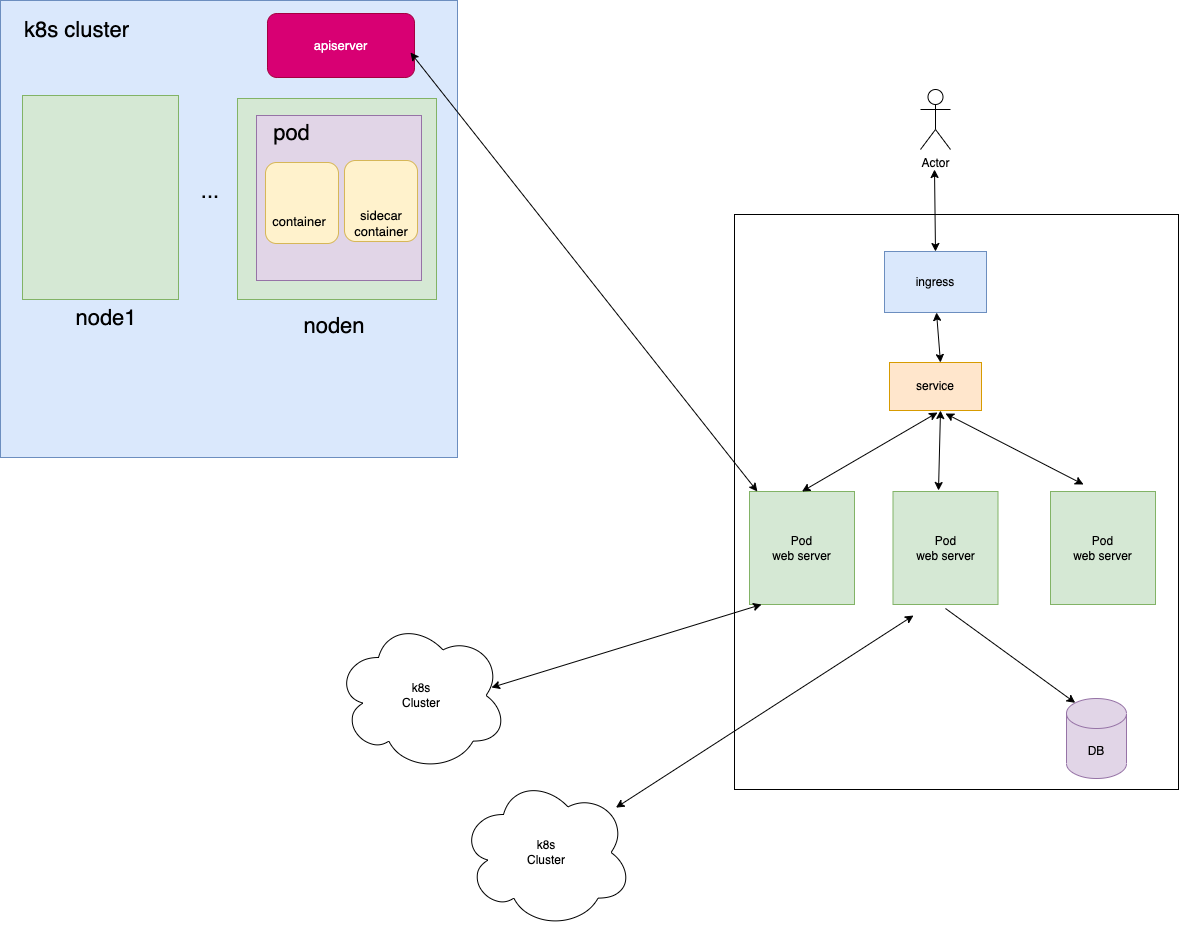 k8s cluster
apiserver
pod
...
container
sidecar
container
node1
noden
Actor
ingress
service
Pod
web server
Pod
web server
Pod
web server
k8s
Cluster
DB
k8s
Cluster